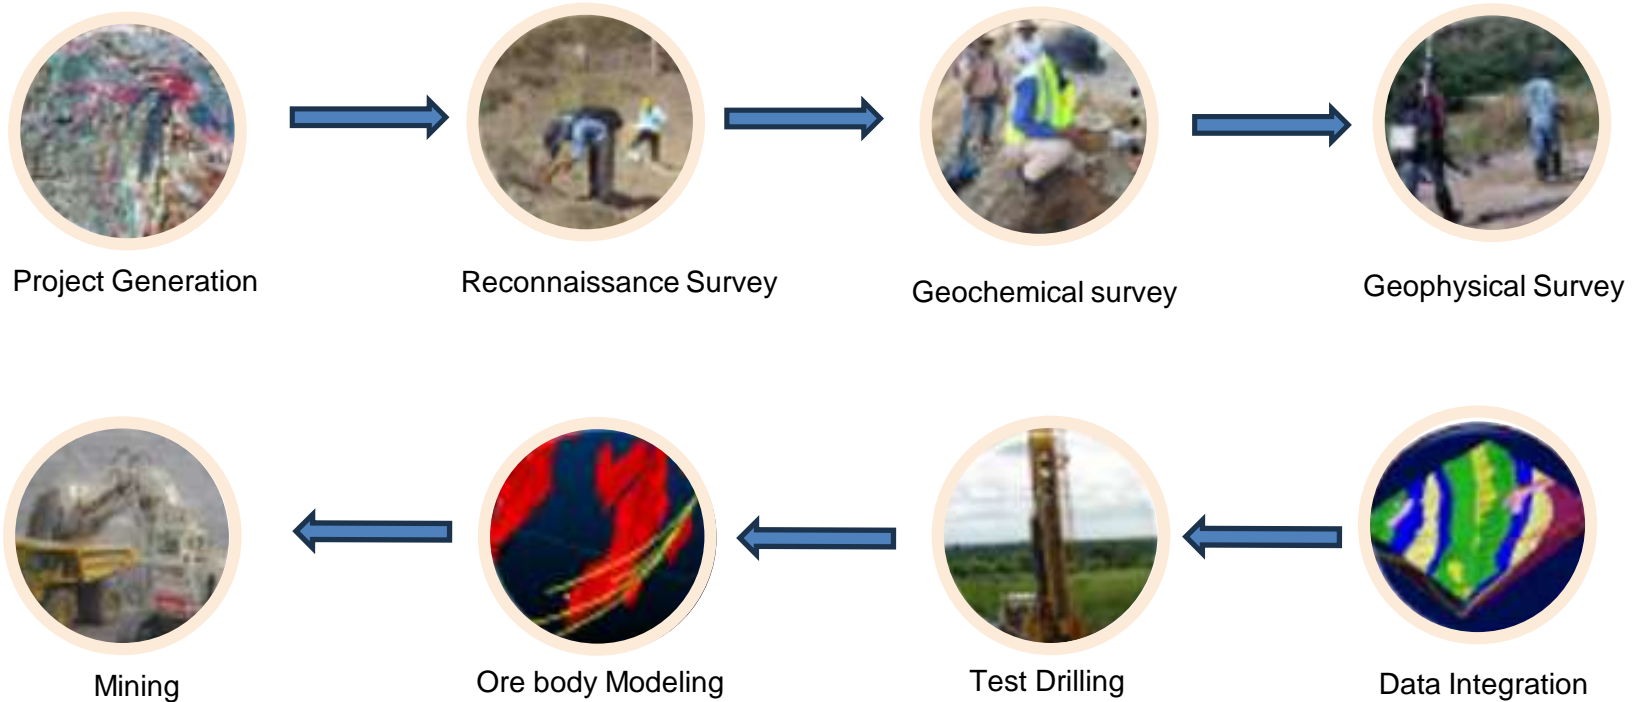 Project Generation
Reconnaissance Survey
Geochemical survey
Geophysical Survey
Mining
Ore body Modeling
Test Drilling
Data Integration